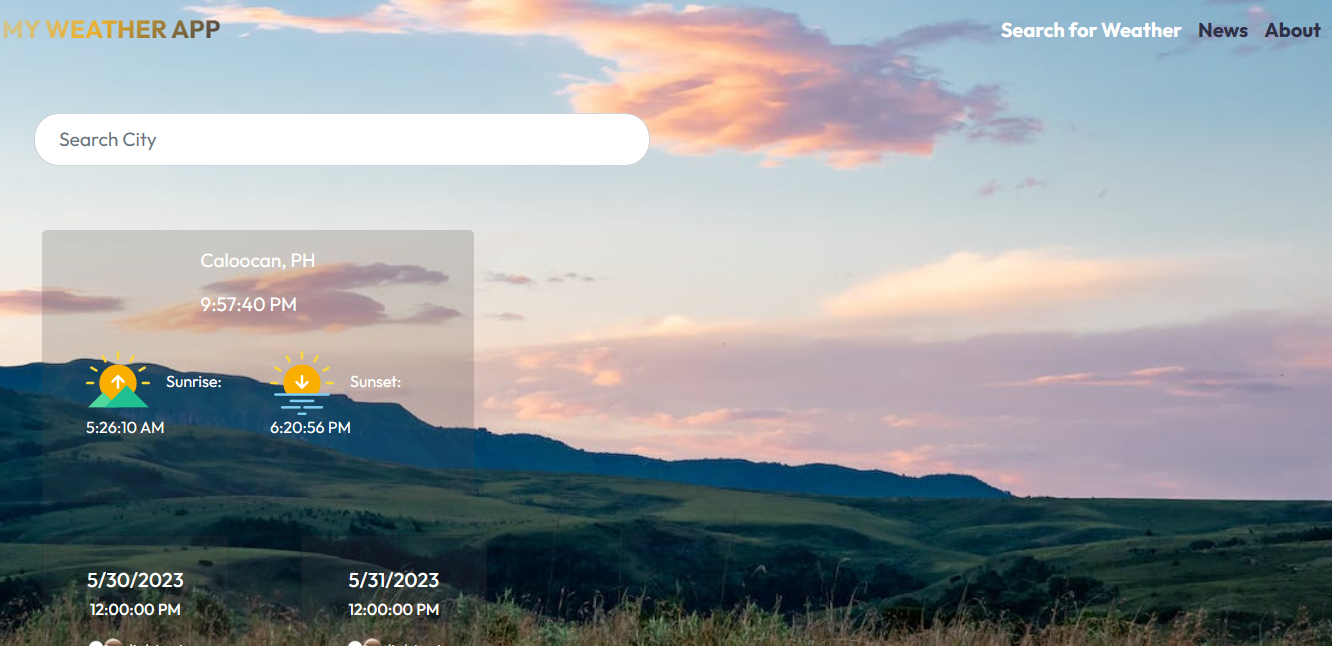 MY WEATHER APP
Search for Weather News About
Search City
Caloocan, PH
9:57:40 PM
Sunrise: Sunset:
5:26:10 AM 6:20:56 PM
5/30/2023 5/31/2023
12:00:00 PM 12:00:00 PM